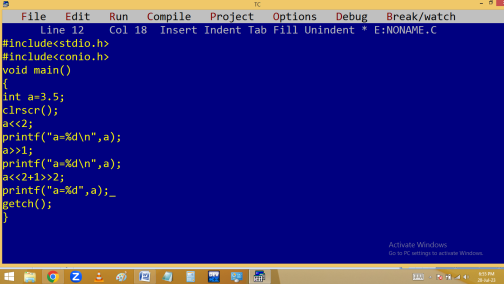 TC
File Edit Run Compile Project Options Debug Break/watch
Line 12 Col 18 Insert Indent Tab Fill Unindent * E:NONAME.C
#include<stdio.h>
#include<conio.h>
void main()
{
int a=3.5;
clrscr();
a<<2;
printf("a=%d\n",a);
a>>1;
printf("a=%d\n",a);
a<<2+1>>2;
printf("a=%d",a);_
getch();
}
Activate Windows
Go to PC settings to activate Windows.